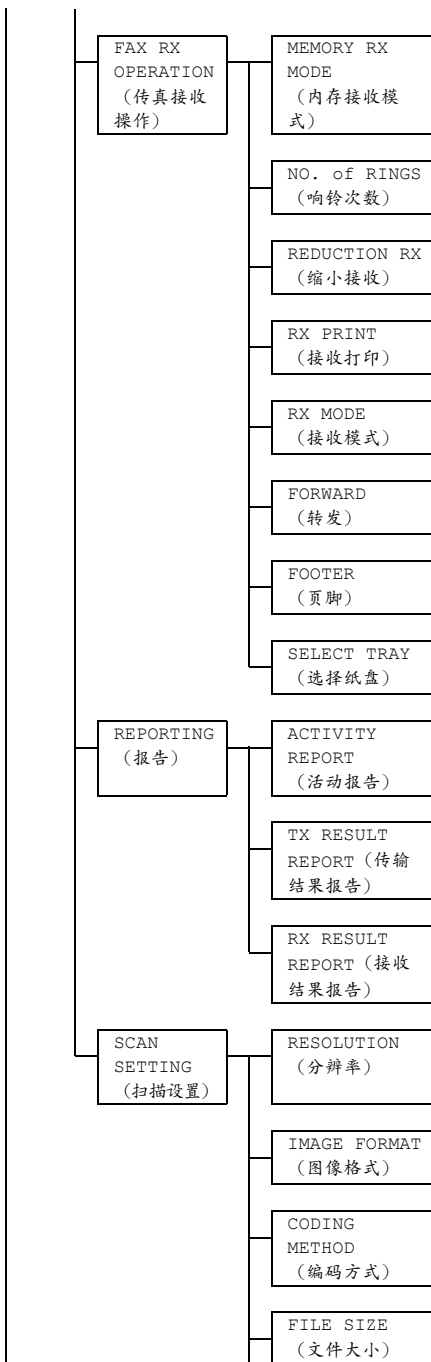 FAX RX
OPERATION
（传真接收
操作）
MEMORY RX
MODE
（内存接收模
式）
NO. of RINGS
（响铃次数）
REDUCTION RX
（缩小接收）
RX PRINT
（接收打印）
RX MODE
（接收模式）
FORWARD
（转发）
FOOTER
（页脚）
SELECT TRAY
（选择纸盘）
REPORTING
（报告）
ACTIVITY
REPORT
（活动报告）
TX RESULT
REPORT（传输
结果报告）
RX RESULT
REPORT（接收
结果报告）
SCAN
SETTING
（扫描设置）
RESOLUTION
（分辨率）
IMAGE FORMAT
（图像格式）
CODING
METHOD
（编码方式）
FILE SIZE
（文件大小）